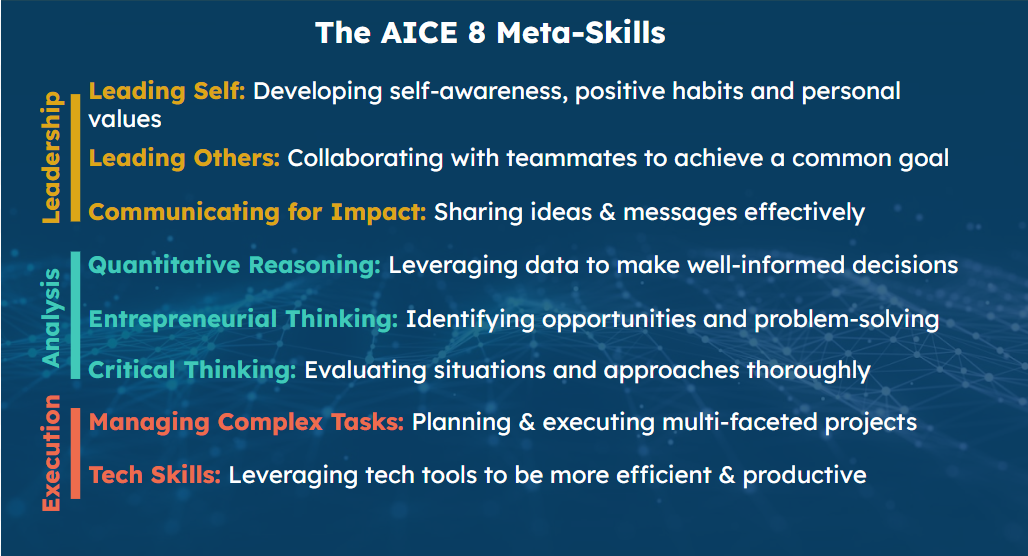 The AICE 8 Meta-Skills
Leadership
Leading Self: Developing self-awareness, positive habits and personal
values
Leading Others: Collaborating with teammates to achieve a common goal
Communicating for Impact: Sharing ideas & messages effectively
Analysis
Quantitative Reasoning: Leveraging data to make well-informed decisions
Entrepreneurial Thinking: Identifying opportunities and problem-solving
Critical Thinking: Evaluating situations and approaches thoroughly
Execution
Managing Complex Tasks: Planning & executing multi-faceted projects
Tech Skills: Leveraging tech tools to be more efficient & productive